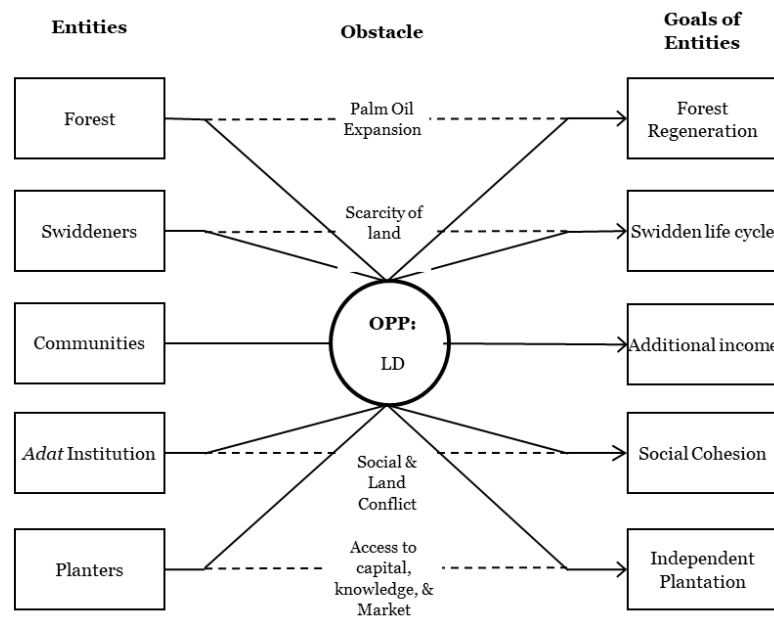 Entities
Obstacle
Goals of
Entities
Forest
Palm Oil
Expansion
Forest
Regeneration
Swiddeners
Scarcity of
land
Swidden life cycle
Communities
OPP:
LD
Additional income
Adat Institution
Social &
Land
Conflict
Social Cohesion
Planters
Access to
capital,
knowledge, &
Market
Independent
Plantation